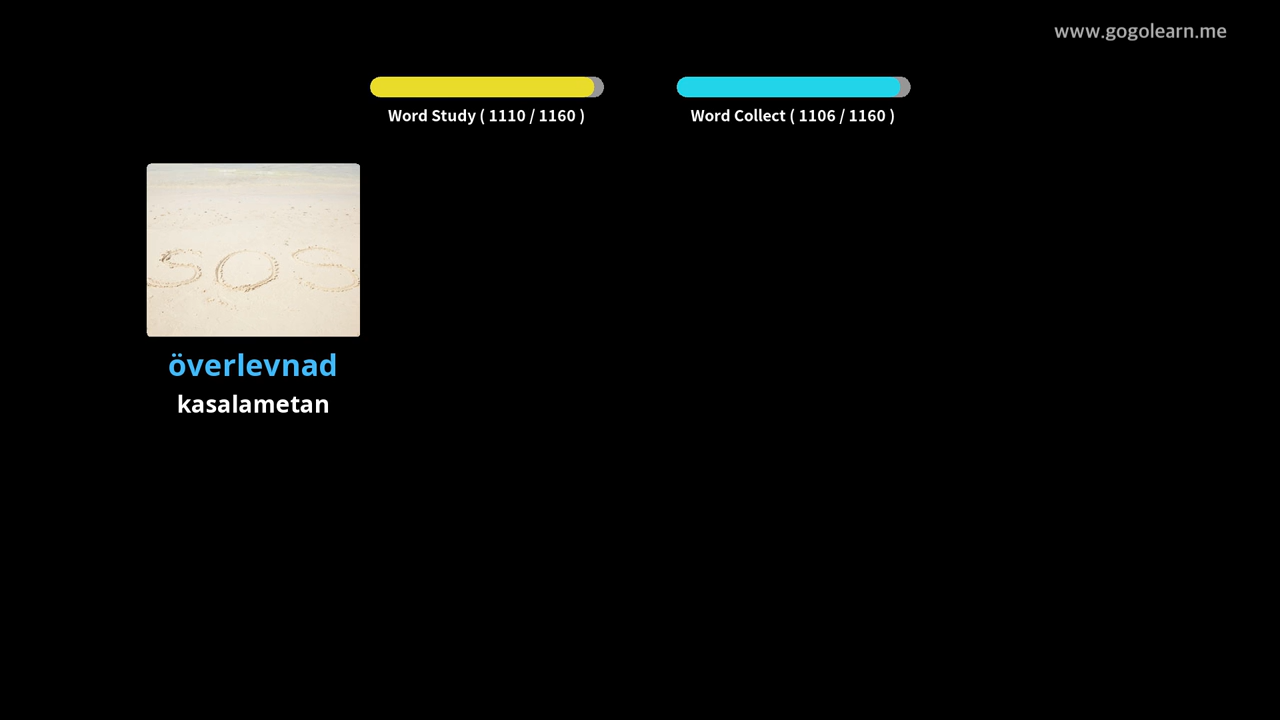 www.gogolearn.me
Word Study ( 1110 / 1160 )
Word Collect ( 1106 / 1160 )
SOS
överlevnad
kasalametan